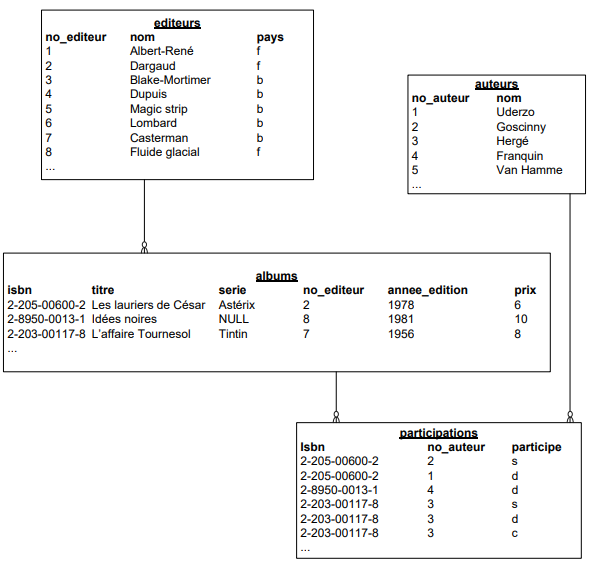 editeurs
no_editeur nom pays
1 Albert-René f
2 Dargaud f
3 Blake-Mortimer b
4 Dupuis b
5 Magic strip b
6 Lombard b
7 Casterman b
8 Fluide glacial f
...
auteurs
no_auteur nom
1 Uderzo
2 Goscinny
3 Hergé
4 Franquin
5 Van Hamme
...
albums
isbn titre serie no_editeur annee_edition prix
2-205-00600-2 Les lauriers de César Astérix 2 1978 6
2-8950-0013-1 Idées noires NULL 8 1981 10
2-203-00117-8 L'affaire Tournesol Tintin 7 1956 8
...
participations
Isbn no_auteur participe
2-205-00600-2 2 s
2-205-00600-2 1 d
2-8950-0013-1 4 d
2-203-00117-8 3 s
2-203-00117-8 3 d
2-203-00117-8 3 c
...